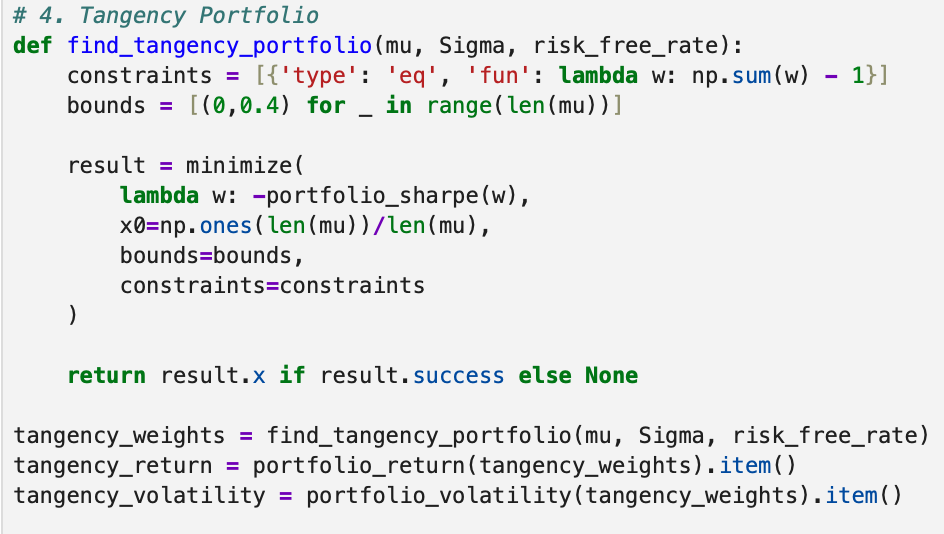 # 4. Tangency Portfolio
def find_tangency_portfolio(mu, Sigma, risk_free_rate):
    constraints = [{'type': 'eq', 'fun': lambda w: np.sum(w) - 1}]
    bounds = [(0,0.4) for _ in range(len(mu))]

    result = minimize(
        lambda w: -portfolio_sharpe(w),
        x0=np.ones(len(mu))/len(mu),
        bounds=bounds,
        constraints=constraints
    )

    return result.x if result.success else None

tangency_weights = find_tangency_portfolio(mu, Sigma, risk_free_rate)
tangency_return = portfolio_return(tangency_weights).item()
tangency_volatility = portfolio_volatility(tangency_weights).item()